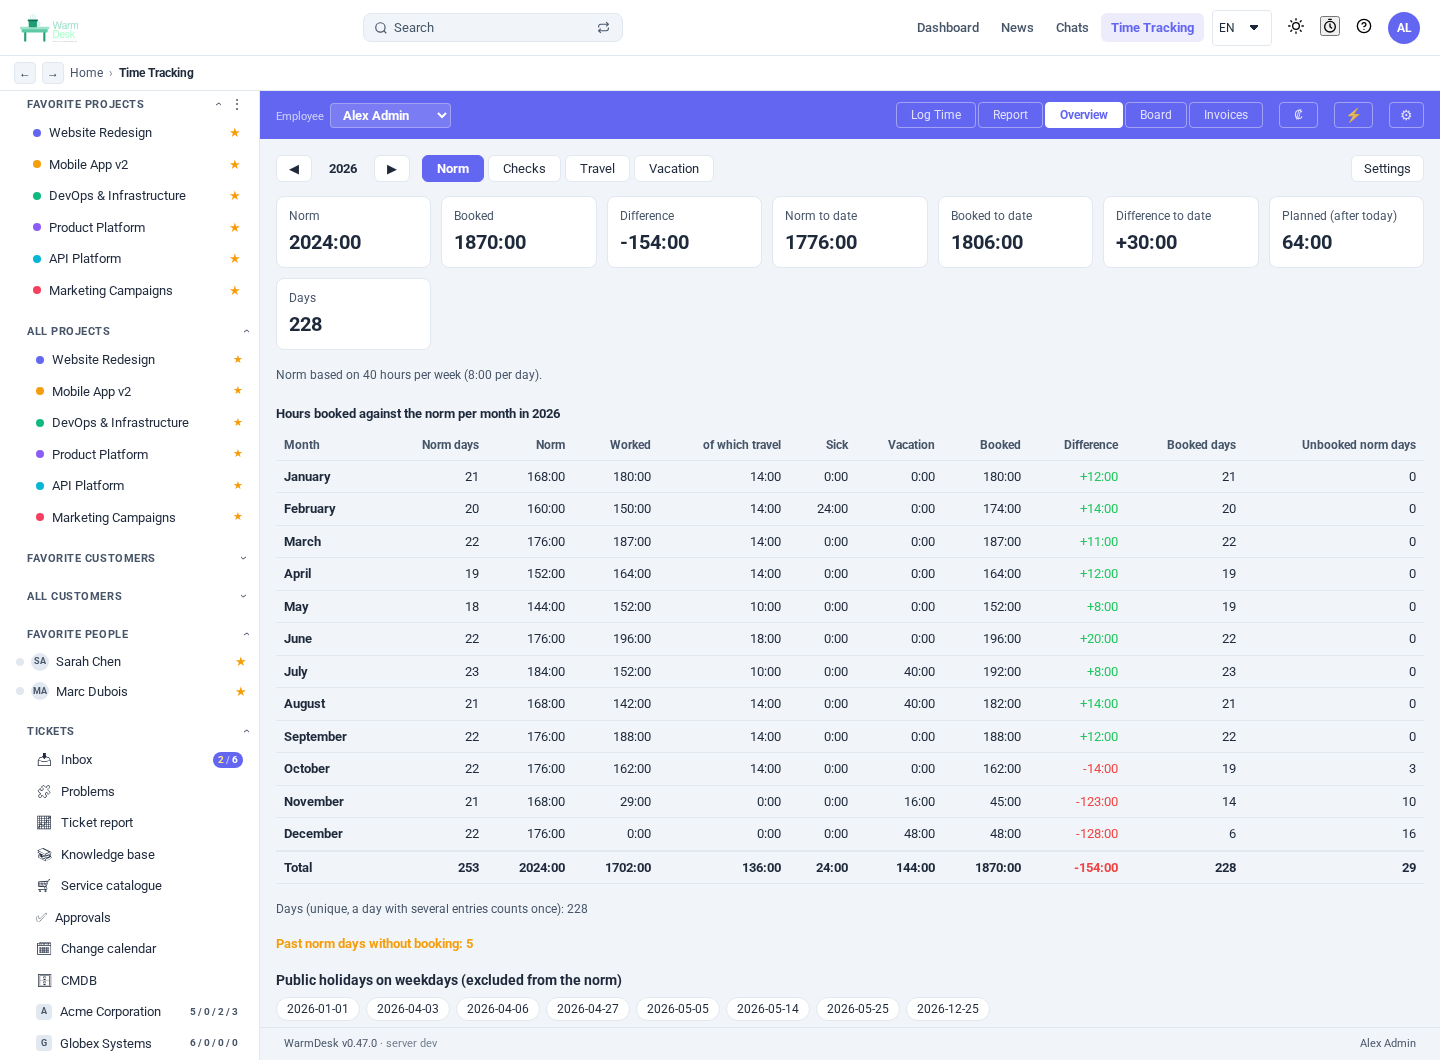 Warm
Desk
Search
Dashboard News Chats Time Tracking EN AL
← → Home › Time Tracking
FAVORITE PROJECTS
Website Redesign
Mobile App v2
DevOps & Infrastructure
Product Platform
API Platform
Marketing Campaigns
ALL PROJECTS
Website Redesign
Mobile App v2
DevOps & Infrastructure
Product Platform
API Platform
Marketing Campaigns
FAVORITE CUSTOMERS
ALL CUSTOMERS
FAVORITE PEOPLE
SA Sarah Chen
MA Marc Dubois
TICKETS
Inbox 2 / 6
Problems
Ticket report
Knowledge base
Service catalogue
Approvals
Change calendar
CMDB
A Acme Corporation 5 / 0 / 2 / 3
G Globex Systems 6 / 0 / 0 / 0
Employee Alex Admin Log Time Report Overview Board Invoices ₡
◀ 2026 ▶ Norm Checks Travel Vacation Settings
Norm Booked Difference Norm to date Booked to date Difference to date Planned (after today)
2024:00 1870:00 -154:00 1776:00 1806:00 +30:00 64:00
Days
228
Norm based on 40 hours per week (8:00 per day).
Hours booked against the norm per month in 2026
Month Norm days Norm Worked of which travel Sick Vacation Booked Difference Booked days Unbooked norm days
January 21 168:00 180:00 14:00 0:00 0:00 180:00 +12:00 21 0
February 20 160:00 150:00 14:00 24:00 0:00 174:00 +14:00 20 0
March 22 176:00 187:00 14:00 0:00 0:00 187:00 +11:00 22 0
April 19 152:00 164:00 14:00 0:00 0:00 164:00 +12:00 19 0
May 18 144:00 152:00 10:00 0:00 0:00 152:00 +8:00 19 0
June 22 176:00 196:00 18:00 0:00 0:00 196:00 +20:00 22 0
July 23 184:00 152:00 10:00 0:00 40:00 192:00 +8:00 23 0
August 21 168:00 142:00 14:00 0:00 40:00 182:00 +14:00 21 0
September 22 176:00 188:00 14:00 0:00 0:00 188:00 +12:00 22 0
October 22 176:00 162:00 14:00 0:00 0:00 162:00 -14:00 19 3
November 21 168:00 29:00 0:00 0:00 16:00 45:00 -123:00 14 10
December 22 176:00 0:00 0:00 0:00 48:00 48:00 -128:00 6 16
Total 253 2024:00 1702:00 136:00 24:00 144:00 1870:00 -154:00 228 29
Days (unique, a day with several entries counts once): 228
Past norm days without booking: 5
Public holidays on weekdays (excluded from the norm)
2026-01-01 2026-04-03 2026-04-06 2026-04-27 2026-05-05 2026-05-14 2026-05-25 2026-12-25
WarmDesk v0.47.0 · server dev Alex Admin